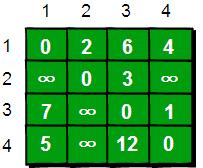 1 2 3 4
1 0 2 6 4
2 ∞ 0 3 ∞
3 7 ∞ 0 1
4 5 ∞ 12 0